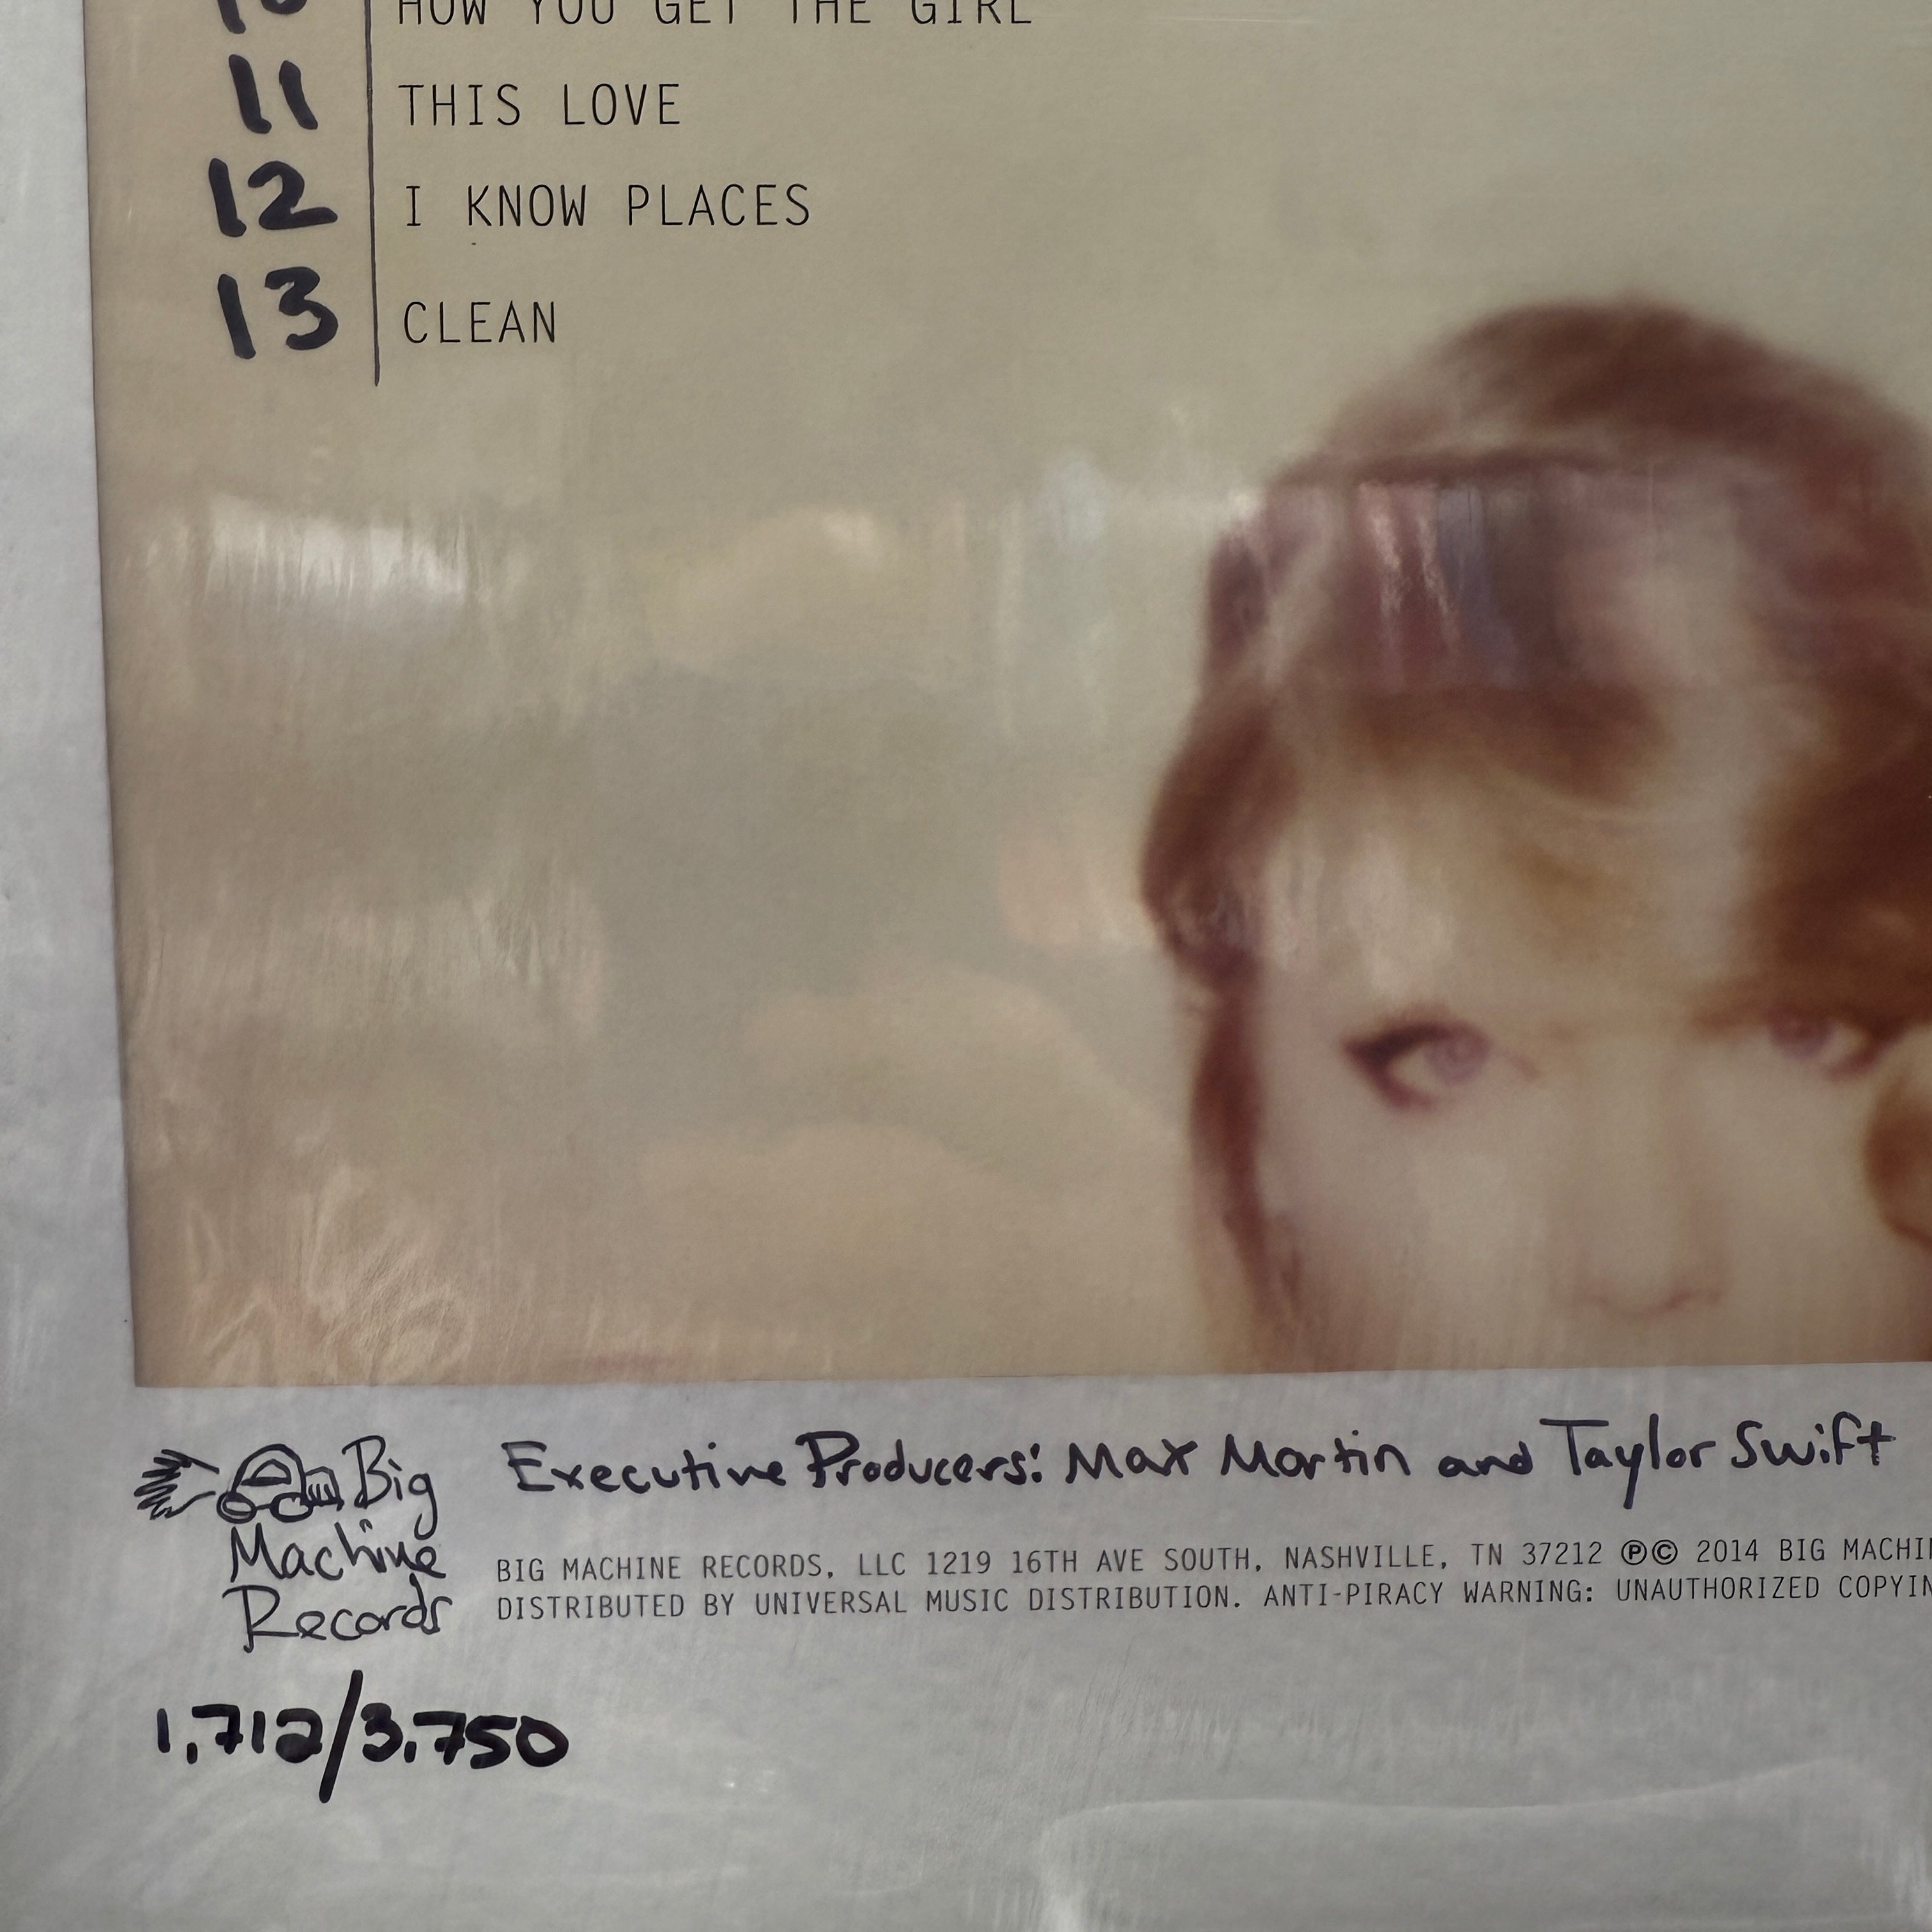 10 HOW YOU GET THE GIRL
11 THIS LOVE
12 I KNOW PLACES
13 CLEAN
Big
Machine
Records
Executive Producers: Max Martin and Taylor Swift
BIG MACHINE RECORDS, LLC 1219 16TH AVE SOUTH, NASHVILLE, TN 37212 ℗© 2014 BIG
DISTRIBUTED BY UNIVERSAL MUSIC DISTRIBUTION. ANTI-PIRACY WARNING: UNAUTHORIZED
1,712/3,750